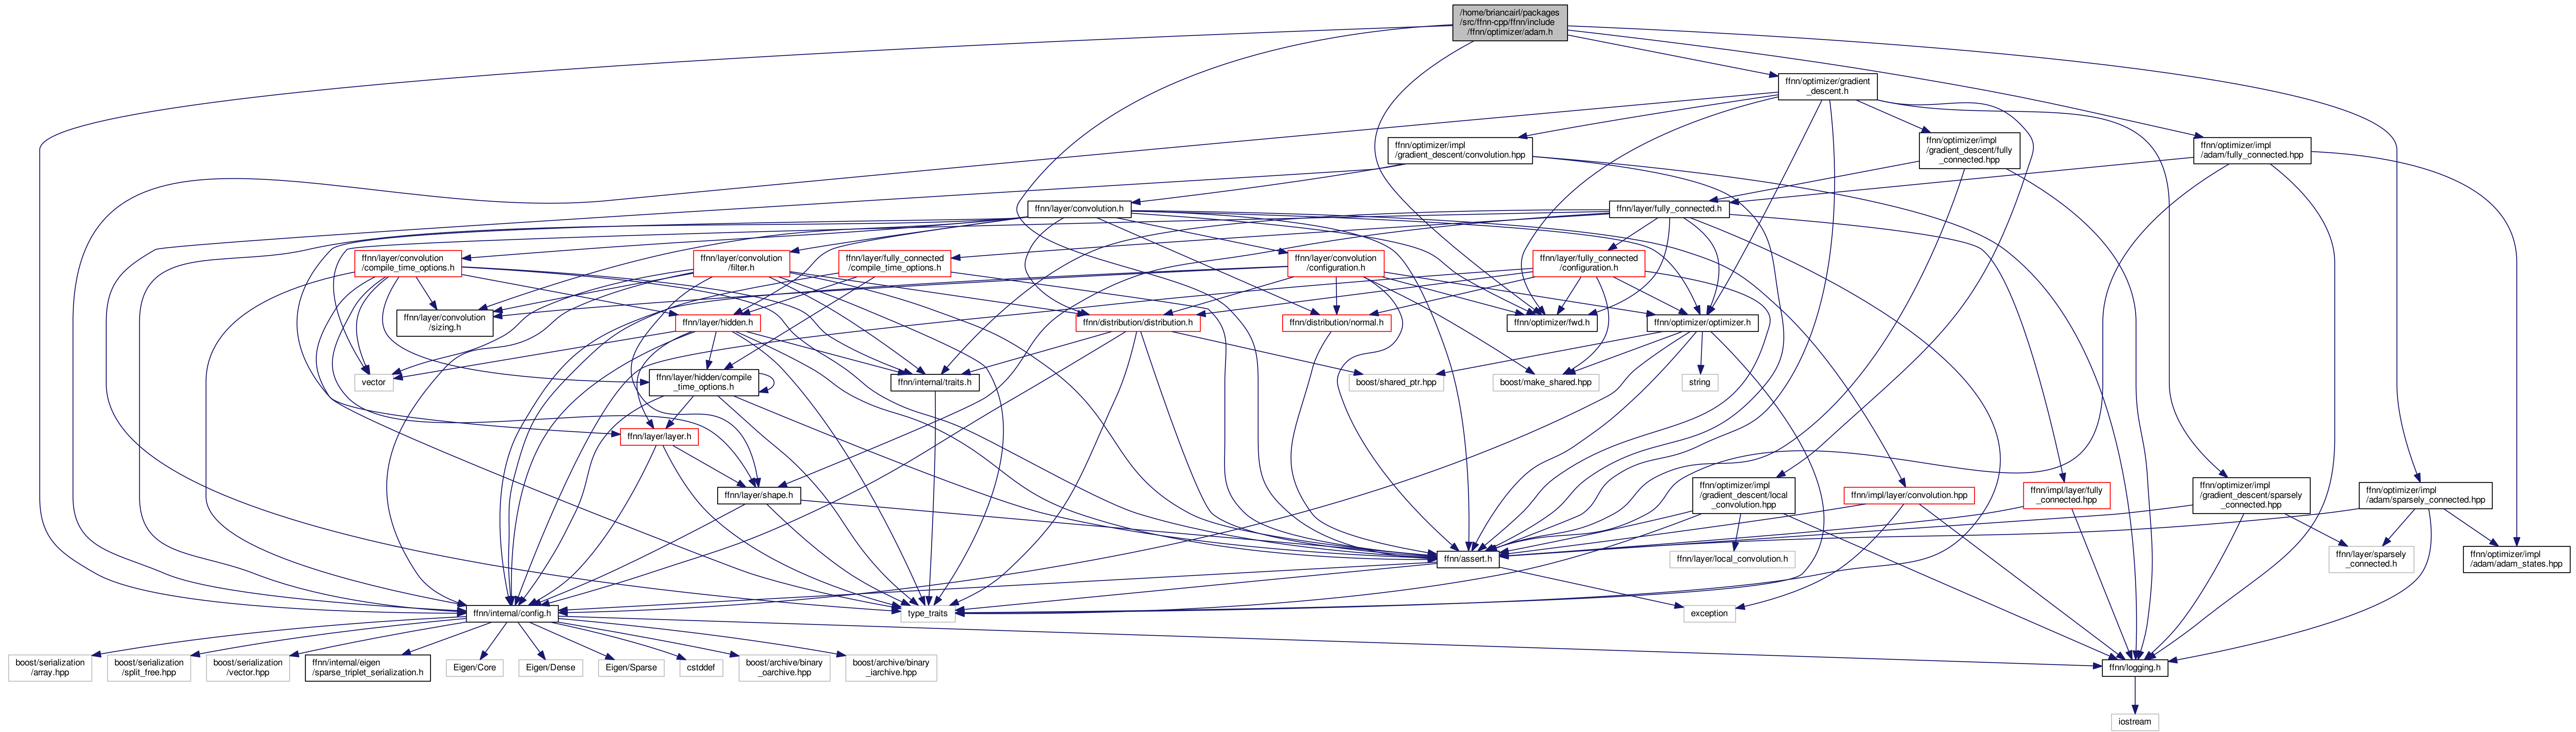 /home/briancairl/packages
/src/ffnn-cpp/ffnn/include
/ffnn/optimizer/adam.h
ffnn/optimizer/gradient
_descent.h
ffnn/optimizer/impl
/gradient_descent/convolution.hpp
ffnn/optimizer/impl
/gradient_descent/fully
_connected.hpp
ffnn/optimizer/impl
/adam/fully_connected.hpp
ffnn/layer/convolution.h
ffnn/layer/fully_connected.h
ffnn/layer/convolution
/compile_time_options.h
ffnn/layer/convolution
/filter.h
ffnn/layer/fully_connected
/compile_time_options.h
ffnn/layer/convolution
/configuration.h
ffnn/layer/fully_connected
/configuration.h
ffnn/layer/convolution
/sizing.h
ffnn/layer/hidden.h
ffnn/distribution/distribution.h
ffnn/distribution/normal.h
ffnn/optimizer/fwd.h
ffnn/optimizer/optimizer.h
vector
ffnn/layer/hidden/compile
_time_options.h
ffnn/internal/traits.h
boost/shared_ptr.hpp
boost/make_shared.hpp
string
ffnn/layer/layer.h
ffnn/layer/shape.h
ffnn/optimizer/impl
/gradient_descent/local
_convolution.hpp
ffnn/impl/layer/convolution.hpp
ffnn/impl/layer/fully
_connected.hpp
ffnn/optimizer/impl
/gradient_descent/sparsely
_connected.hpp
ffnn/optimizer/impl
/adam/sparsely_connected.hpp
ffnn/assert.h
ffnn/layer/local_convolution.h
ffnn/layer/sparsely
_connected.h
ffnn/optimizer/impl
/adam/adam_states.hpp
ffnn/internal/config.h
type_traits
exception
boost/serialization
/array.hpp
boost/serialization
/split_free.hpp
boost/serialization
/vector.hpp
ffnn/internal/eigen
/sparse_triplet_serialization.h
Eigen/Core
Eigen/Dense
Eigen/Sparse
cstddef
boost/archive/binary
_oarchive.hpp
boost/archive/binary
_iarchive.hpp
ffnn/logging.h
iostream